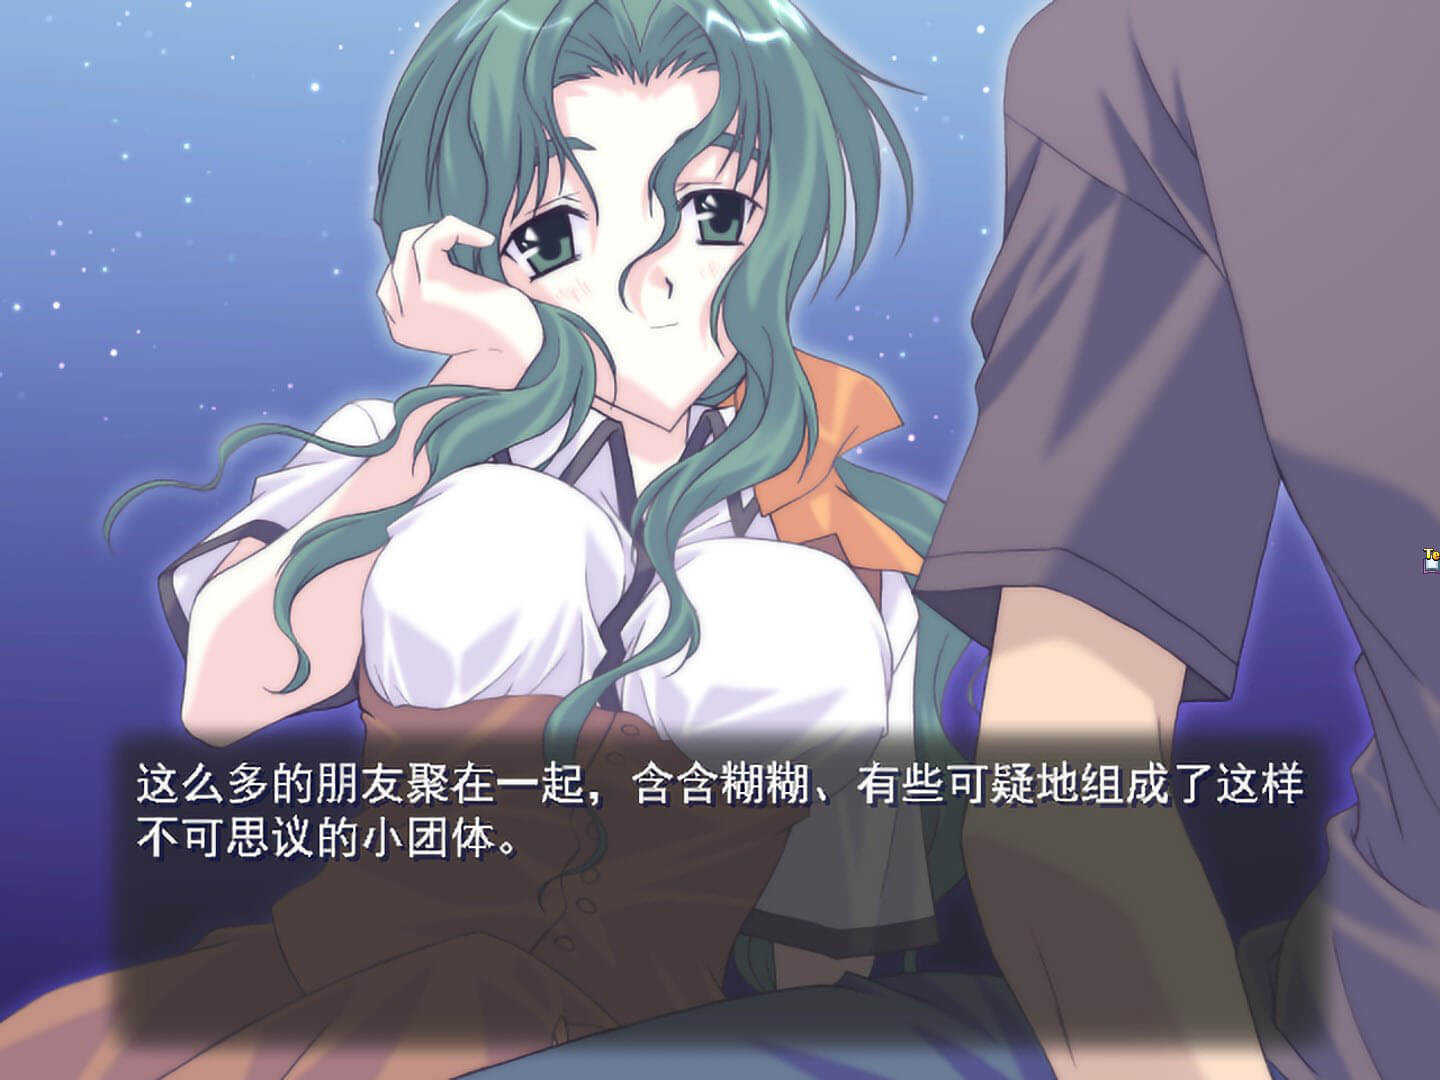 这么多的朋友聚在一起，含含糊糊、有些可疑地组成了这样
不可思议的小团体。
Te